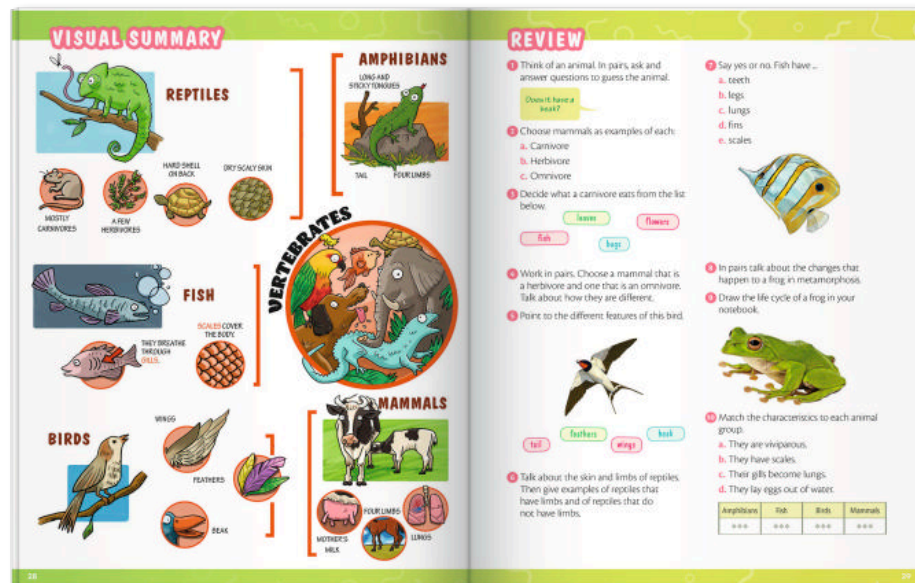 VISUAL SUMMARY
REPTILES
MOSTLY
CARNIVORES
A FEW
HERBIVORES
HARD SHELL
ON BACK
DRY SCALY SKIN
AMPHIBIANS
LONG AND
STICKY TONGUES
TAIL
FOUR LIMBS
VERTEBRATES
FISH
THEY BREATHE
THROUGH
GILLS.
SCALES COVER
THE BODY.
BIRDS
WINGS
FEATHERS
BEAK
MAMMALS
MOTHER'S
MILK
FOUR LIMBS
LUNGS
28
REVIEW
1 Think of an animal. In pairs, ask and
answer questions to guess the animal.
Does it have a
beak?
2 Choose mammals as examples of each:
a. Carnivore
b. Herbivore
c. Omnivore
3 Decide what a carnivore eats from the list
below.
leaves
flowers
fish
bugs
4 Work in pairs. Choose a mammal that is
a herbivore and one that is an omnivore.
Talk about how they are different.
5 Point to the different features of this bird.
tail
feathers
wings
beak
6 Talk about the skin and limbs of reptiles.
Then give examples of reptiles that
have limbs and of reptiles that do
not have limbs.
7 Say yes or no. Fish have ...
a. teeth
b. legs
c. lungs
d. fins
e. scales
8 In pairs talk about the changes that
happen to a frog in metamorphosis.
9 Draw the life cycle of a frog in your
notebook.
10 Match the characteristics to each animal
group.
a. They are viviparous.
b. They have scales.
c. Their gills become lungs.
d. They lay eggs out of water.
Amphibians Fish Birds Mammals
29